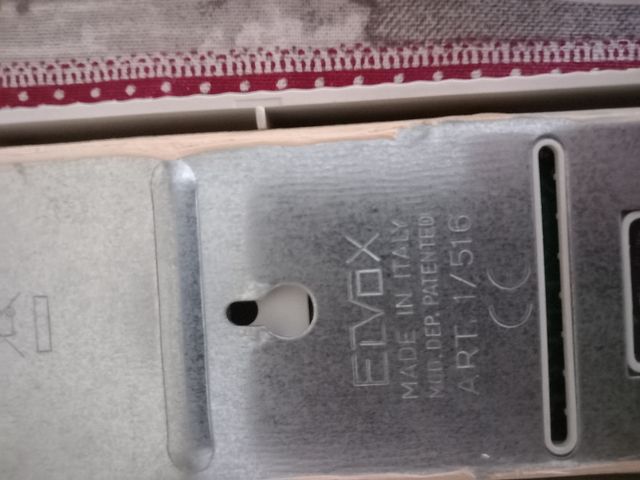 ELVOX
MADE IN ITALY
MOD. DEP. PATENTED
ART. 1/516
CE